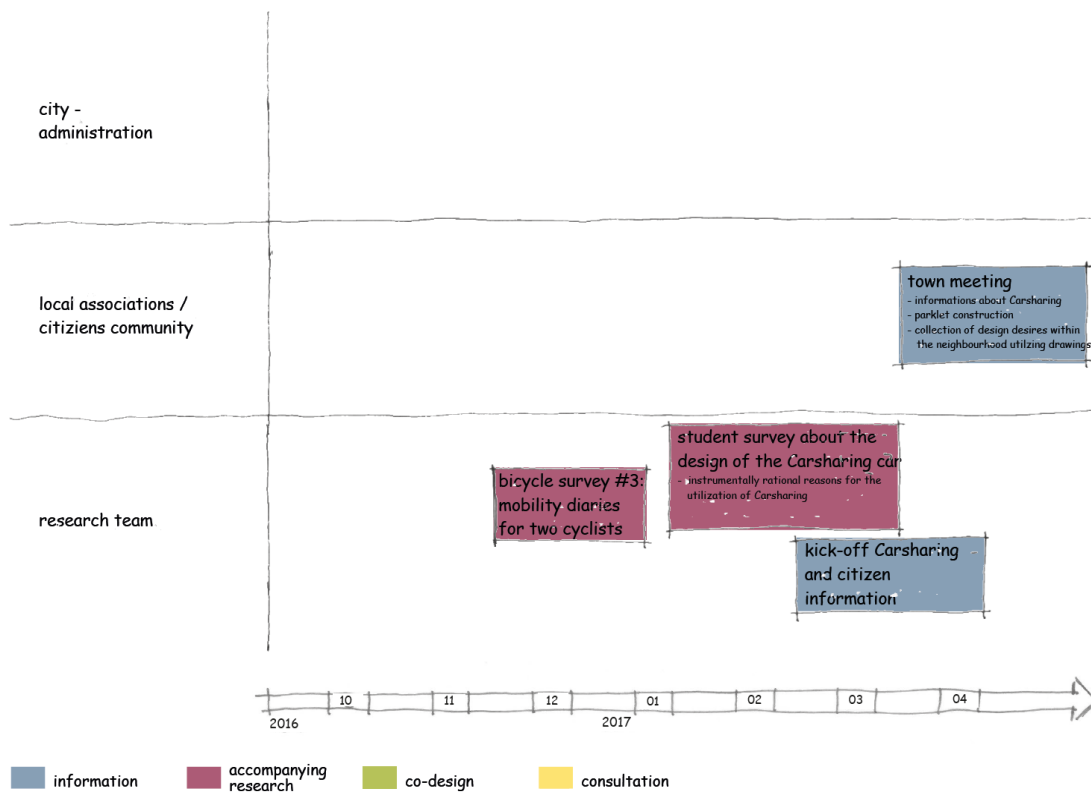 city -
administration
local associations /
citiziens community
town meeting
- informations about Carsharing
- parklet construction
- collection of design desires within
the neighbourhood utilzing drawings
research team
bicycle survey #3:
mobility diaries
for two cyclists
student survey about the
design of the Carsharing car
- instrumentally rational reasons for the
utilization of Carsharing
kick-off Carsharing
and citizen
information
10 11 12 01 02 03 04
2016 2017
information
accompanying
research
co-design
consultation